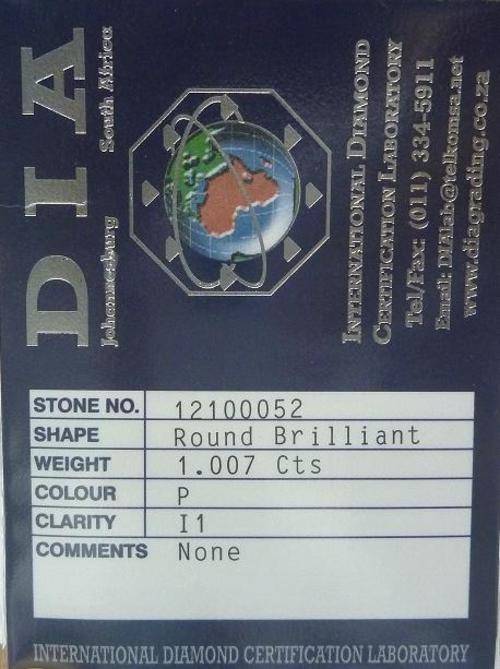 DIA
Johannesburg South Africa
INTERNATIONAL DIAMOND
CERTIFICATION LABORATORY
Tel/Fax: (011) 334-5911
Email: DIAlab@telkonsa.net
www.diagrading.co.za
STONE NO. 12100052
SHAPE Round Brilliant
WEIGHT 1.007 Cts
COLOUR P
CLARITY I1
COMMENTS None
INTERNATIONAL DIAMOND CERTIFICATION LABORATORY